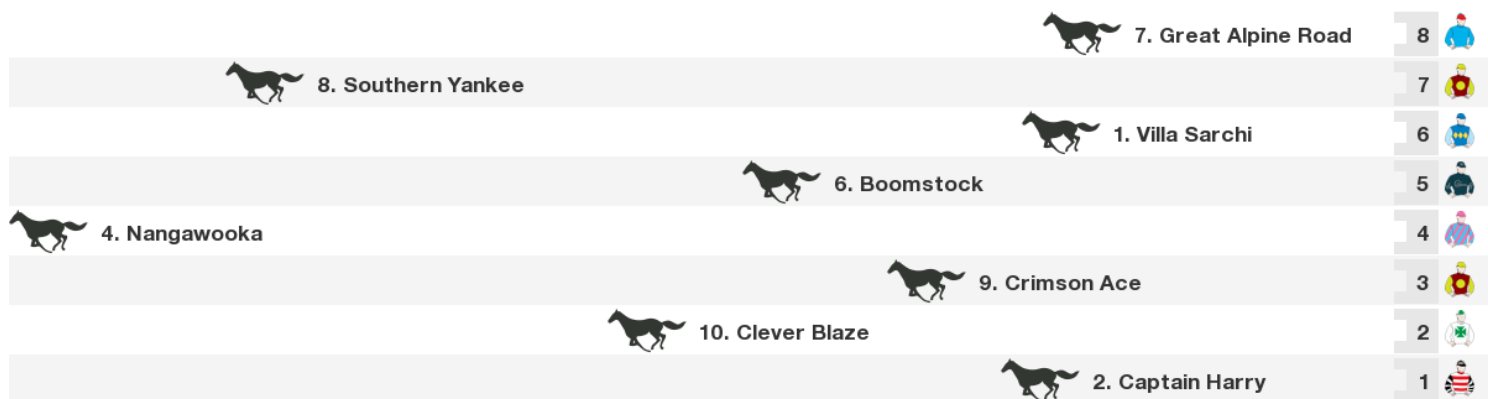 7. Great Alpine Road 8
8. Southern Yankee 7
1. Villa Sarchi 6
6. Boomstock 5
4. Nangawooka 4
9. Crimson Ace 3
10. Clever Blaze 2
2. Captain Harry 1